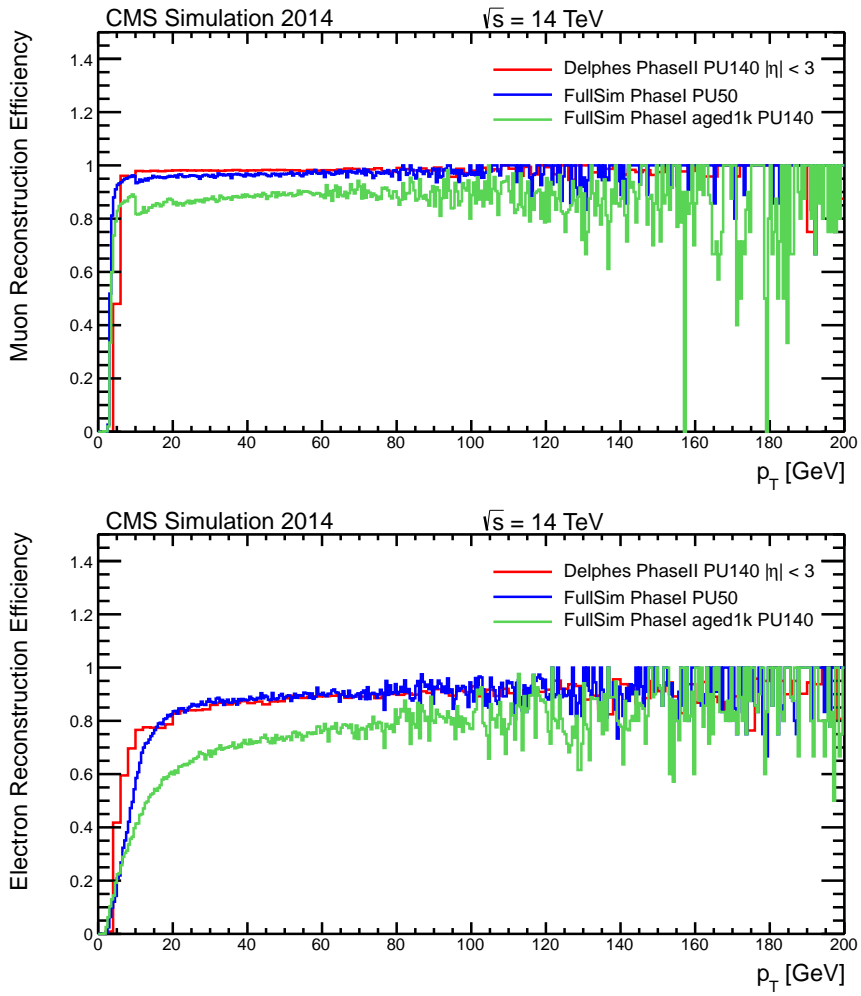 CMS Simulation 2014 √s = 14 TeV
Muon Reconstruction Efficiency
1.4
1.2
1
0.8
0.6
0.4
0.2
0
Delphes PhaseII PU140 |η| < 3
FullSim PhaseI PU50
FullSim PhaseI aged1k PU140
0 20 40 60 80 100 120 140 160 180 200
p_T [GeV]
CMS Simulation 2014 √s = 14 TeV
Electron Reconstruction Efficiency
1.4
1.2
1
0.8
0.6
0.4
0.2
0
Delphes PhaseII PU140 |η| < 3
FullSim PhaseI PU50
FullSim PhaseI aged1k PU140
0 20 40 60 80 100 120 140 160 180 200
p_T [GeV]